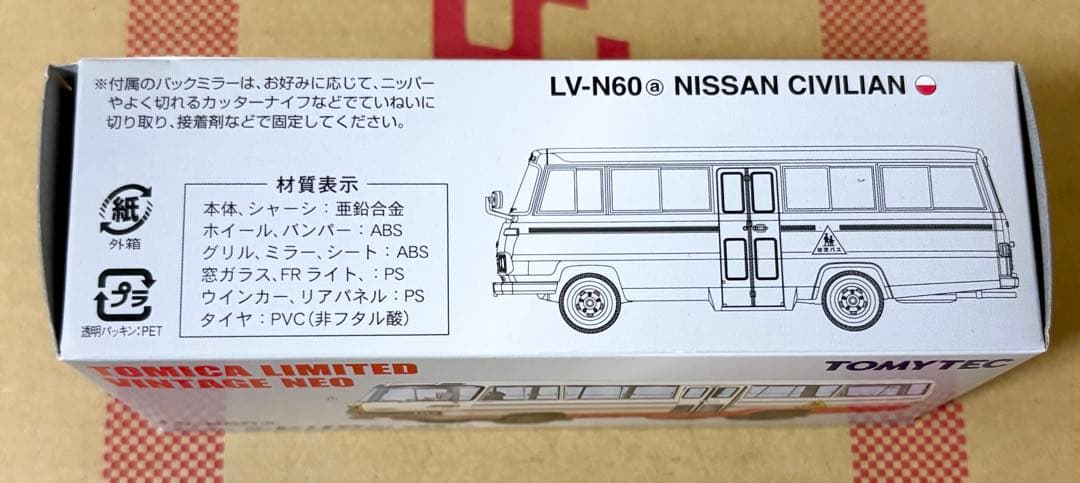 ※付属のバックミラーは、お好みに応じて、ニッパー
やよく切れるカッターナイフなどでていねいに
切り取り、接着剤などで固定してください。
LV-N60ⓐ NISSAN CIVILIAN
紙
外箱
プラ
透明パッキン:PET
材質表示
本体、シャーシ:亜鉛合金
ホイール、バンパー:ABS
グリル、ミラー、シート:ABS
窓ガラス、FRライト、:PS
ウインカー、リアパネル:PS
タイヤ:PVC(非フタル酸)
幼児バス
TOMICA LIMITED
VINTAGE NEO
TOMYTEC